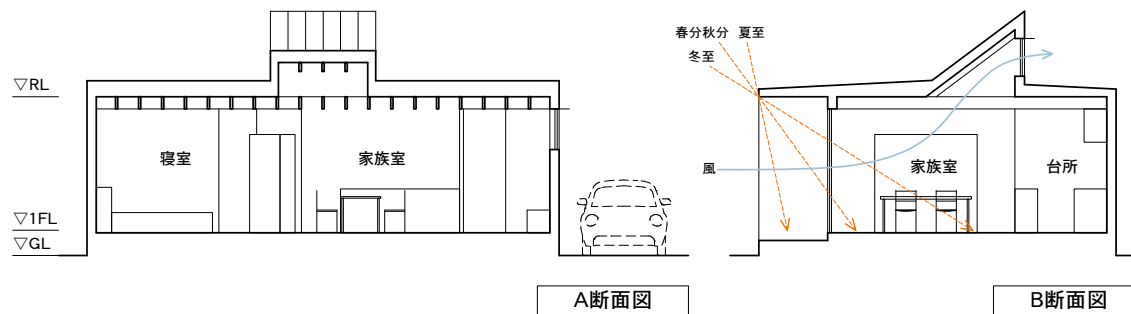 ▽RL
寝室
家族室
▽1FL
▽GL
A断面図
春分秋分 夏至
冬至
風
家族室
台所
B断面図